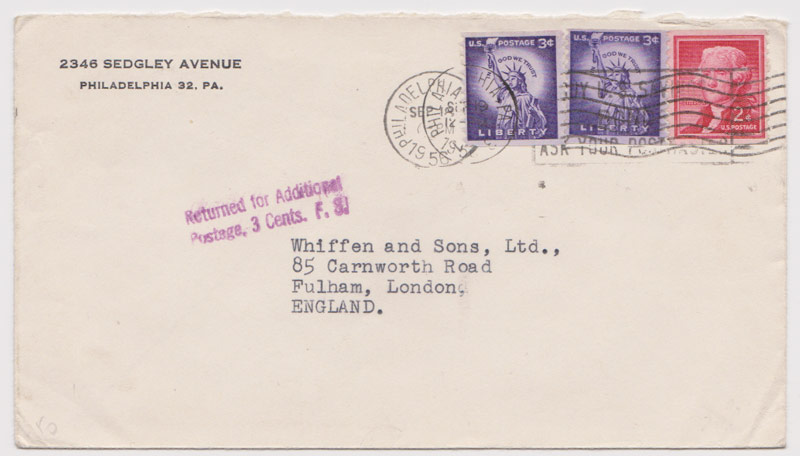 2346 SEDGLEY AVENUE
PHILADELPHIA 32, PA.
U.S. POSTAGE 3¢
GOD WE TRUST
LIBERTY
U.S. POSTAGE 3¢
GOD WE TRUST
LIBERTY
2¢
U.S. POSTAGE
PHILADELPHIA
SEP
1956
ASK YOUR POSTMASTER
Returned for Additional
Postage, 3 Cents. F. S.
Whiffen and Sons, Ltd.,
85 Carnworth Road
Fulham, London,
ENGLAND.